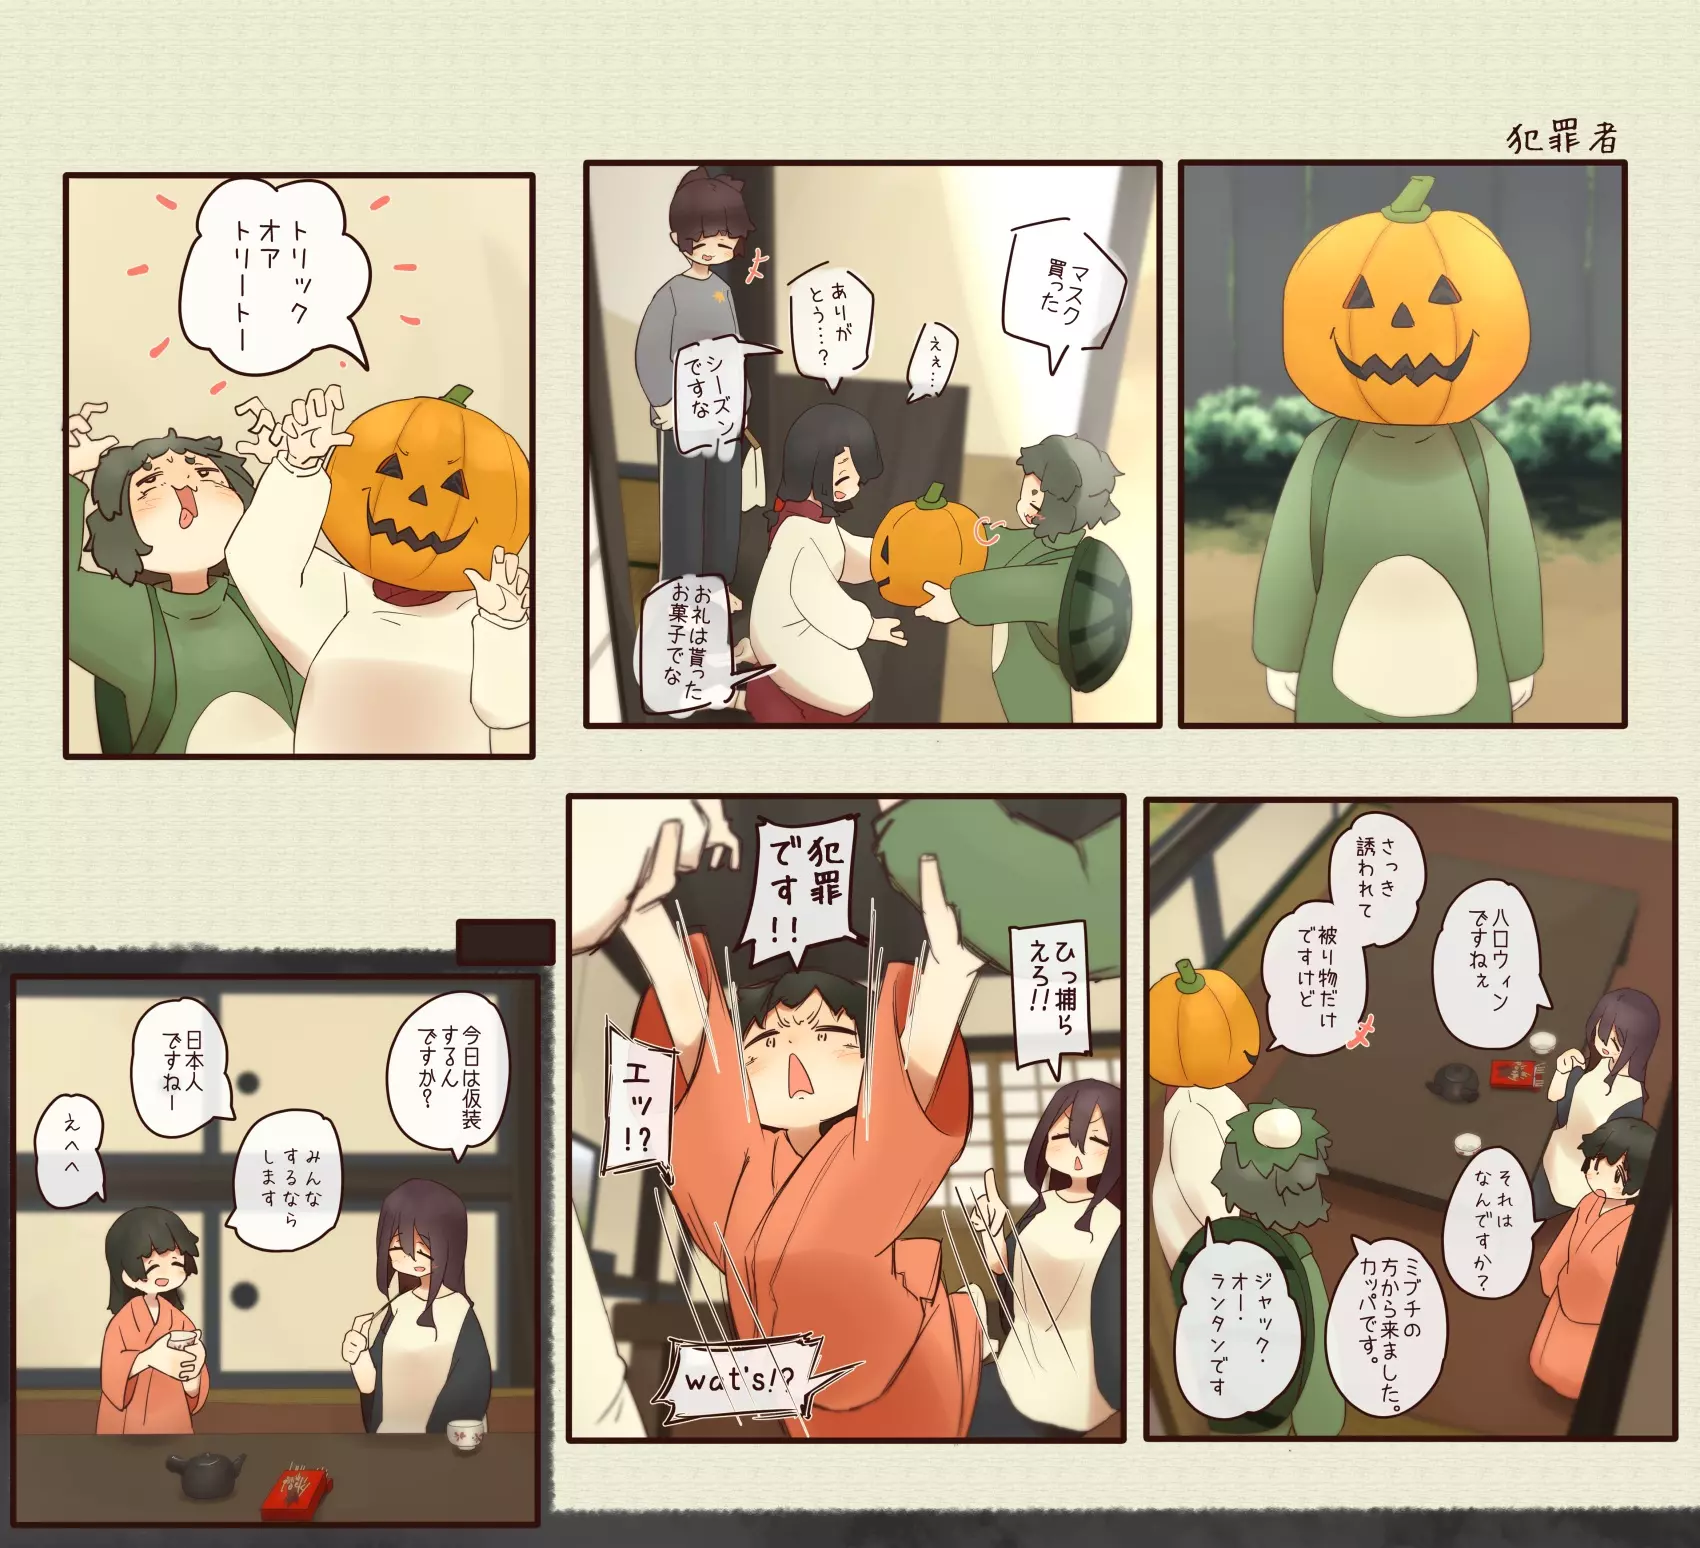 犯罪者
マスク
買った
ええ…
ありが
とう…?
シーズン
ですな
お礼は貰った
お菓子でな
トリック
オア
トリートー
ハロウィン
ですねぇ
さっき
誘われて
被り物だけ
ですけど
それは
なんですか?
ミブチの
方から来ました。
カッパです。
ジャック・
オー・
ランタンです
ひっ捕ら
えろ!!
犯罪
です!!
エッ
!?
wat's!?
今日は仮装
するん
ですか?
みんな
するなら
します
日本人
ですねー
えへへ